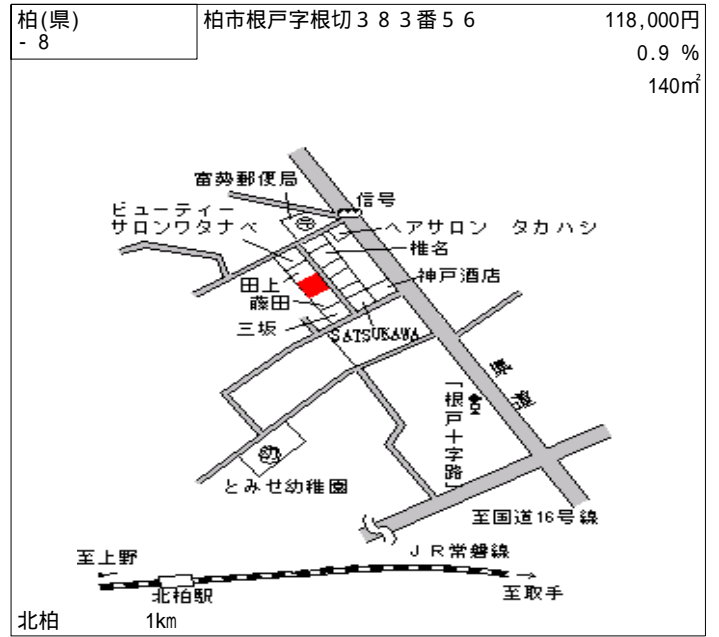 柏(県)
- 8
柏市根戸字根切３８３番５６
118,000円
0.9 %
140㎡
富勢郵便局
信号
ビューティー
サロンワタナベ
ヘアサロン タカハシ
椎名
神戸酒店
田上
藤田
三坂
SATSUKAWA
県道
「根戸十字路」
とみせ幼稚園
至国道16号線
ＪＲ常磐線
至上野
北柏駅
至取手
北柏 1km